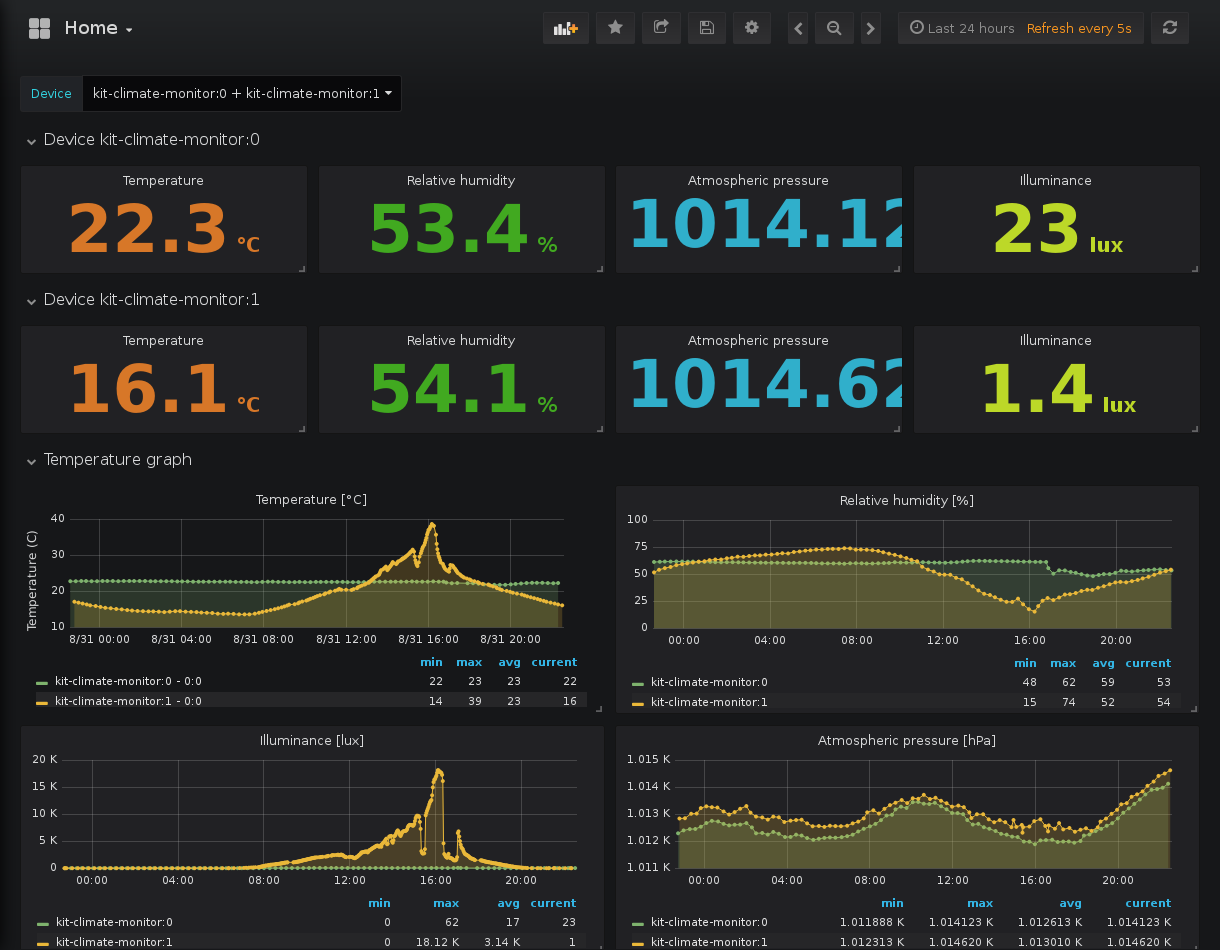 Home
Last 24 hours Refresh every 5s
Device kit-climate-monitor:0 + kit-climate-monitor:1
Device kit-climate-monitor:0
Temperature Relative humidity Atmospheric pressure Illuminance
22.3 °C 53.4 % 1014.12 23 lux
Device kit-climate-monitor:1
Temperature Relative humidity Atmospheric pressure Illuminance
16.1 °C 54.1 % 1014.62 1.4 lux
Temperature graph
Temperature [°C]
Temperature (C)
40
30
20
10
8/31 00:00 8/31 04:00 8/31 08:00 8/31 12:00 8/31 16:00 8/31 20:00
min max avg current
kit-climate-monitor:0 - 0:0 22 23 23 22
kit-climate-monitor:1 - 0:0 14 39 23 16
Relative humidity [%]
100
75
50
25
0
00:00 04:00 08:00 12:00 16:00 20:00
min max avg current
kit-climate-monitor:0 48 62 59 53
kit-climate-monitor:1 15 74 52 54
Illuminance [lux]
20 K
15 K
10 K
5 K
0
00:00 04:00 08:00 12:00 16:00 20:00
min max avg current
kit-climate-monitor:0 0 62 17 23
kit-climate-monitor:1 0 18.12 K 3.14 K 1
Atmospheric pressure [hPa]
1.015 K
1.014 K
1.013 K
1.012 K
1.011 K
00:00 04:00 08:00 12:00 16:00 20:00
min max avg current
kit-climate-monitor:0 1.011888 K 1.014123 K 1.012613 K 1.014123 K
kit-climate-monitor:1 1.012313 K 1.014620 K 1.013010 K 1.014620 K